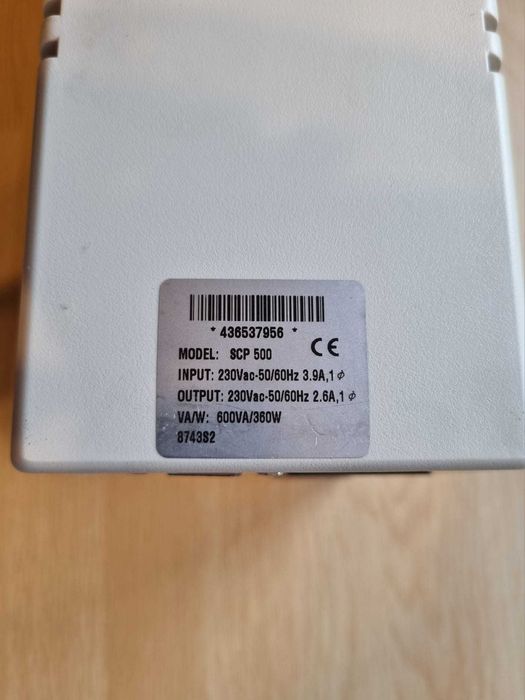 * 436537956 *
MODEL: SCP 500 CE
INPUT: 230Vac-50/60Hz 3.9A,1 ϕ
OUTPUT: 230Vac-50/60Hz 2.6A,1 ϕ
VA/W: 600VA/360W
8743S2